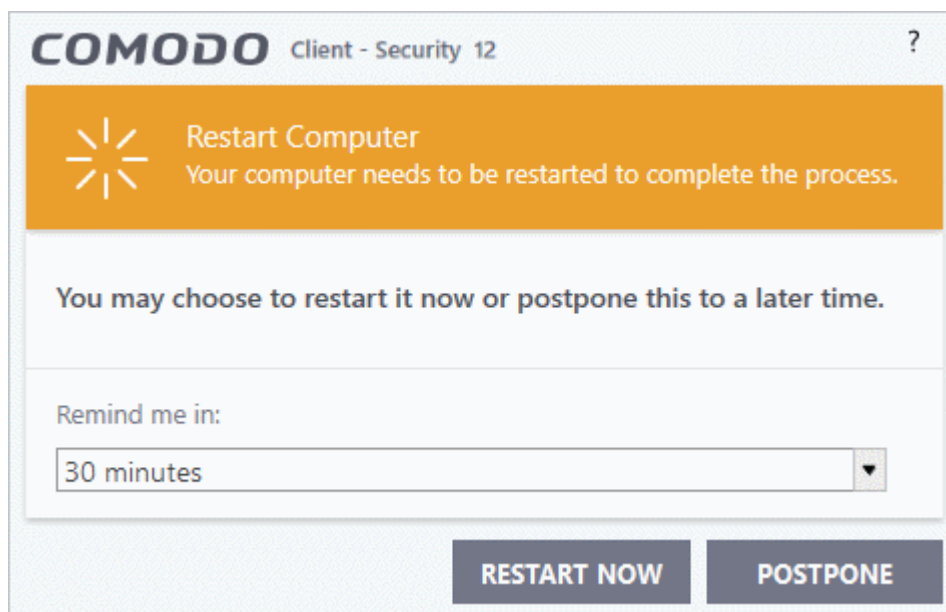 COMODO Client - Security 12 ?
Restart Computer
Your computer needs to be restarted to complete the process.
You may choose to restart it now or postpone this to a later time.
Remind me in:
30 minutes
RESTART NOW POSTPONE